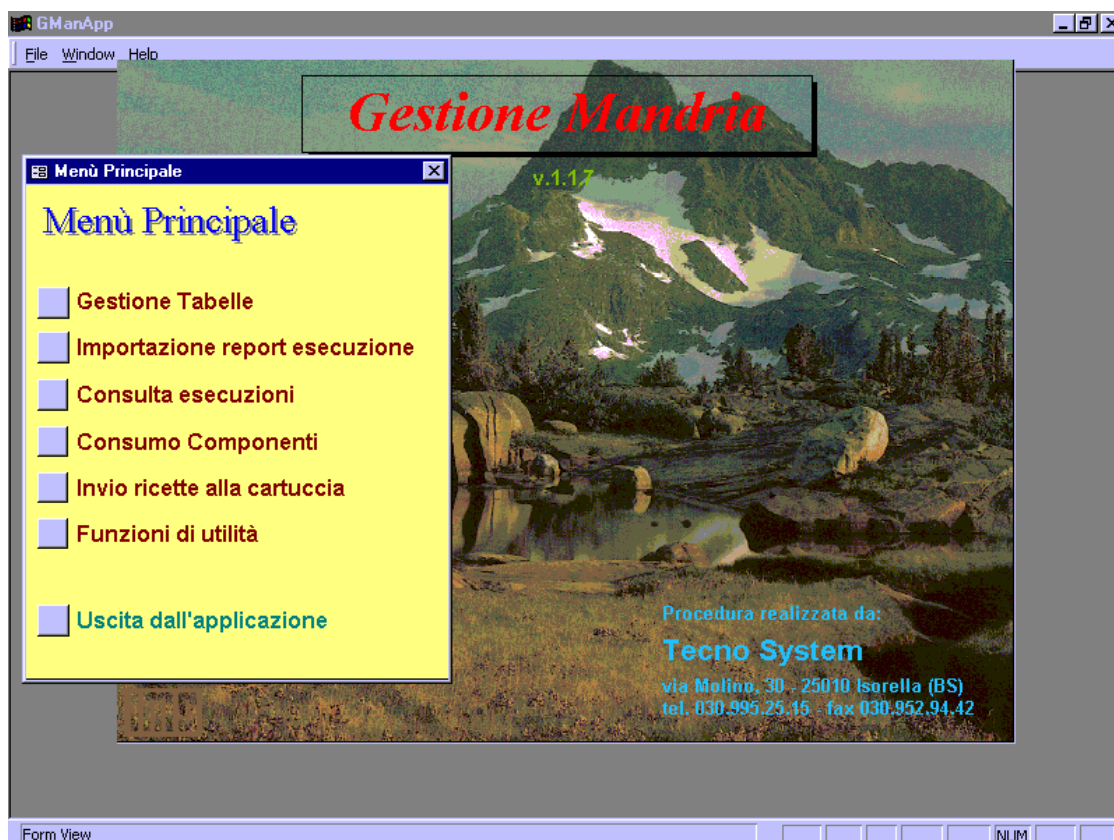 GManApp
File Window Help
Gestione Mandria
v.1.1.7
Menù Principale
Menù Principale
Gestione Tabelle
Importazione report esecuzione
Consulta esecuzioni
Consumo Componenti
Invio ricette alla cartuccia
Funzioni di utilità
Uscita dall'applicazione
Procedura realizzata da:
Tecno System
via Molino, 30 - 25010 Isorella (BS)
tel. 030.995.25.15 - fax 030.952.94.42
Form View
NUM